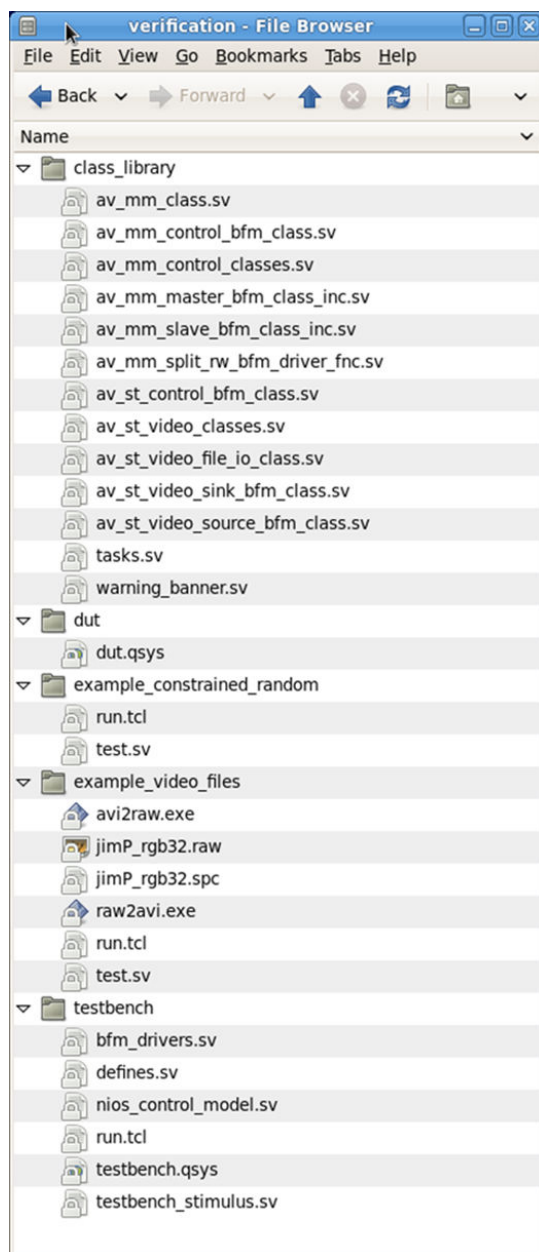 verification - File Browser
File Edit View Go Bookmarks Tabs Help
Back Forward
Name
class_library
av_mm_class.sv
av_mm_control_bfm_class.sv
av_mm_control_classes.sv
av_mm_master_bfm_class_inc.sv
av_mm_slave_bfm_class_inc.sv
av_mm_split_rw_bfm_driver_fnc.sv
av_st_control_bfm_class.sv
av_st_video_classes.sv
av_st_video_file_io_class.sv
av_st_video_sink_bfm_class.sv
av_st_video_source_bfm_class.sv
tasks.sv
warning_banner.sv
dut
dut.qsys
example_constrained_random
run.tcl
test.sv
example_video_files
avi2raw.exe
jimP_rgb32.raw
jimP_rgb32.spc
raw2avi.exe
run.tcl
test.sv
testbench
bfm_drivers.sv
defines.sv
nios_control_model.sv
run.tcl
testbench.qsys
testbench_stimulus.sv